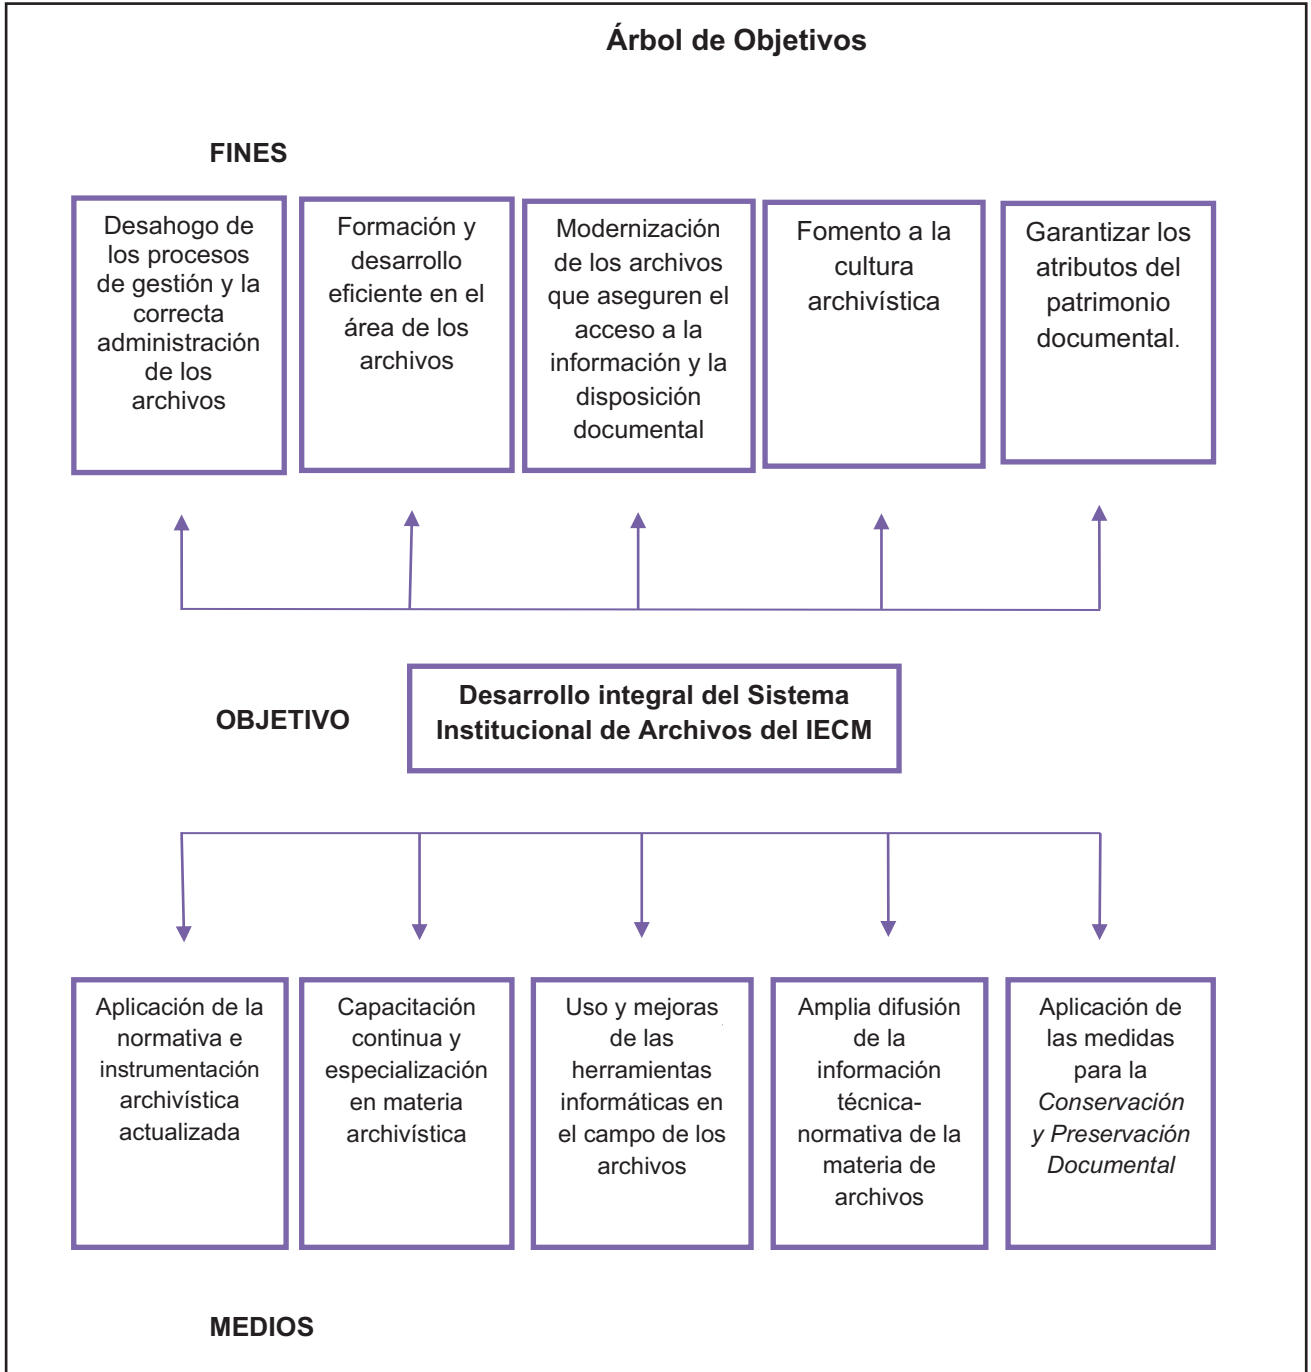 Árbol de Objetivos
FINES
Desahogo de
los procesos
de gestión y la
correcta
administración
de los
archivos
Formación y
desarrollo
eficiente en el
área de los
archivos
Modernización
de los archivos
que aseguren el
acceso a la
información y la
disposición
documental
Fomento a la
cultura
archivística
Garantizar los
atributos del
patrimonio
documental.
OBJETIVO
Desarrollo integral del Sistema
Institucional de Archivos del IECM
Aplicación de la
normativa e
instrumentación
archivística
actualizada
Capacitación
continua y
especialización
en materia
archivística
Uso y mejoras
de las
herramientas
informáticas en
el campo de los
archivos
Amplia difusión
de la
información
técnica-
normativa de la
materia de
archivos
Aplicación de
las medidas
para la
Conservación
y Preservación
Documental
MEDIOS